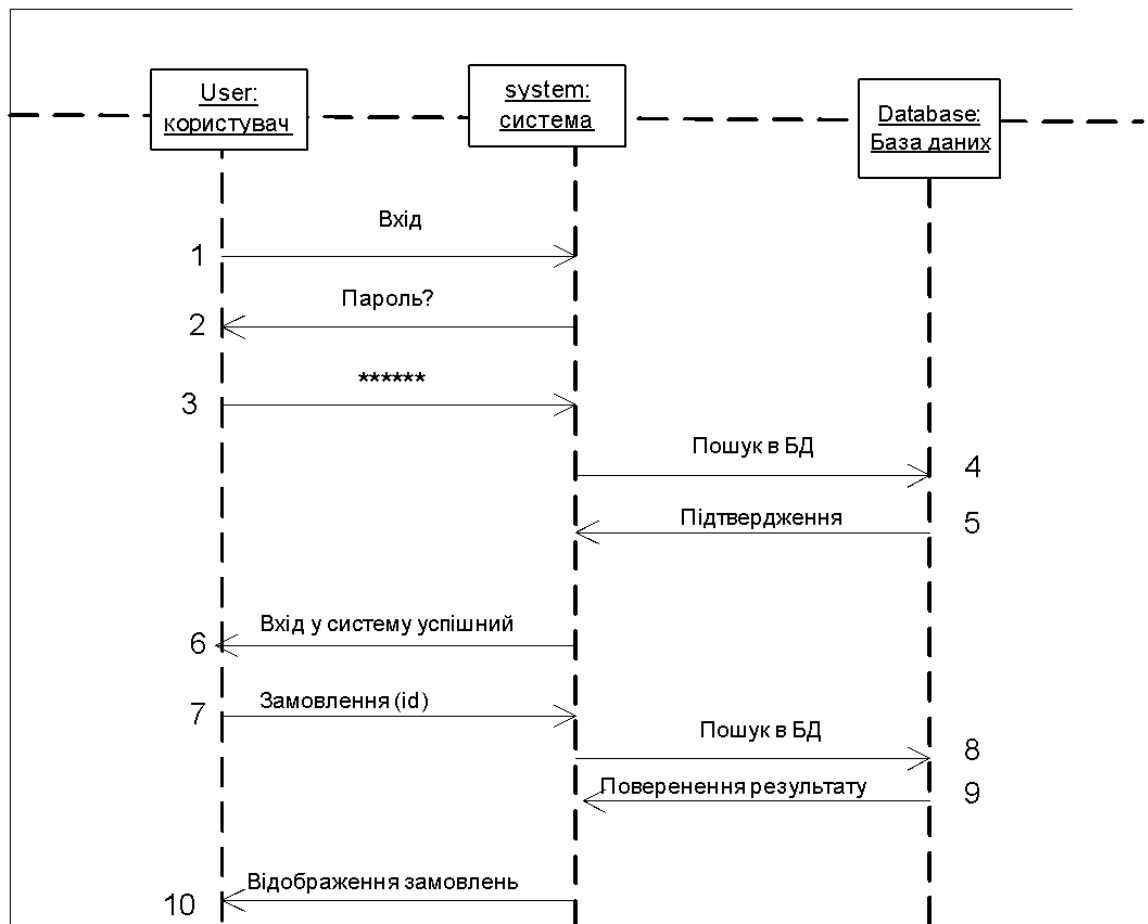 User:
користувач
system:
система
Database:
База даних
Вхід
1
Пароль?
2
******
3
Пошук в БД
4
Підтвердження
5
Вхід у систему успішний
6
Замовлення (id)
7
Пошук в БД
8
Поверенення результату
9
Відображення замовлень
10